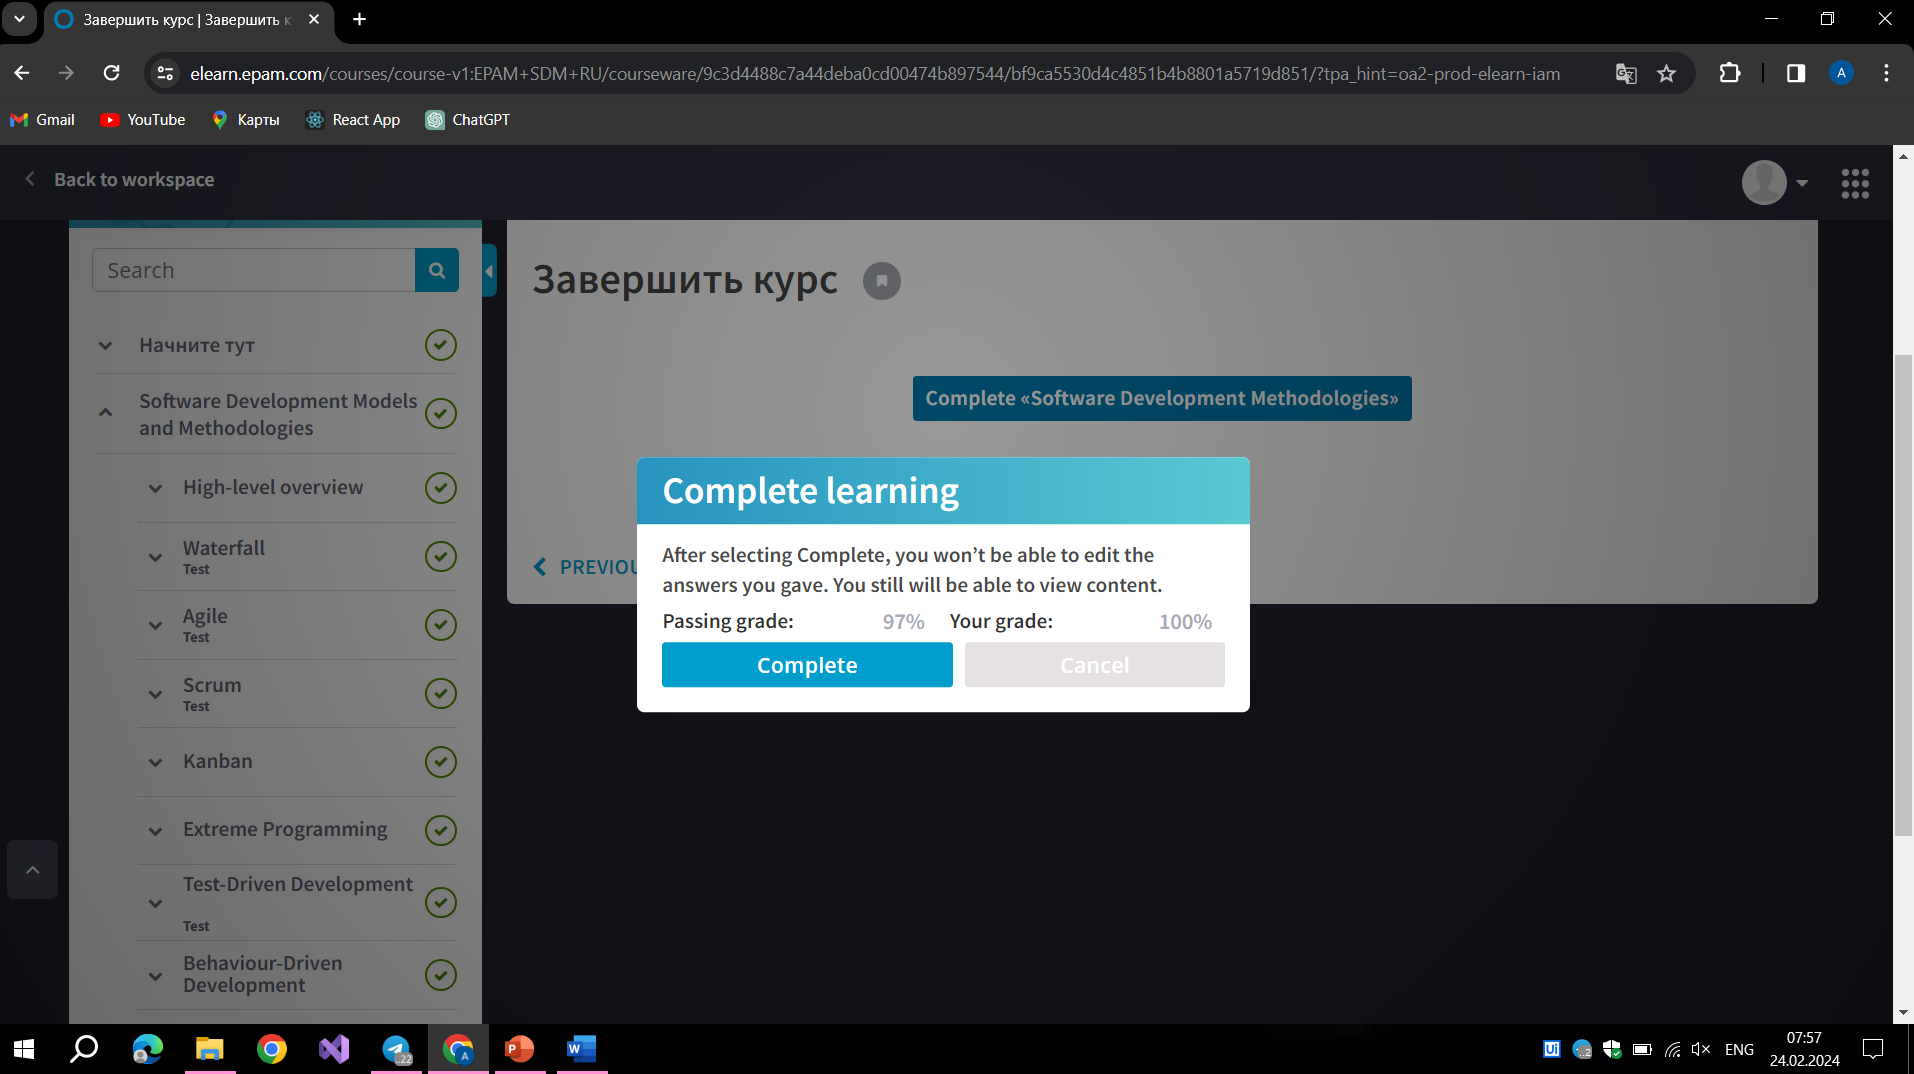 Завершить курс | Завершить к
elearn.epam.com/courses/course-v1:EPAM+SDM+RU/courseware/9c3d4488c7a44deba0cd00474b897544/bf9ca5530d4c4851b4b8801a5719d851/?tpa_hint=oa2-prod-elearn-iam
A
Gmail
YouTube
Карты
React App
ChatGPT
Back to workspace
Search
Начните тут
Software Development Models
and Methodologies
High-level overview
Waterfall
Test
Agile
Test
Scrum
Test
Kanban
Extreme Programming
Test-Driven Development
Test
Behaviour-Driven
Development
Завершить курс
Complete «Software Development Methodologies»
PREVIOU
Complete learning
After selecting Complete, you won't be able to edit the
answers you gave. You still will be able to view content.
Passing grade: 97% Your grade: 100%
Complete
Cancel
ENG
07:57
24.02.2024